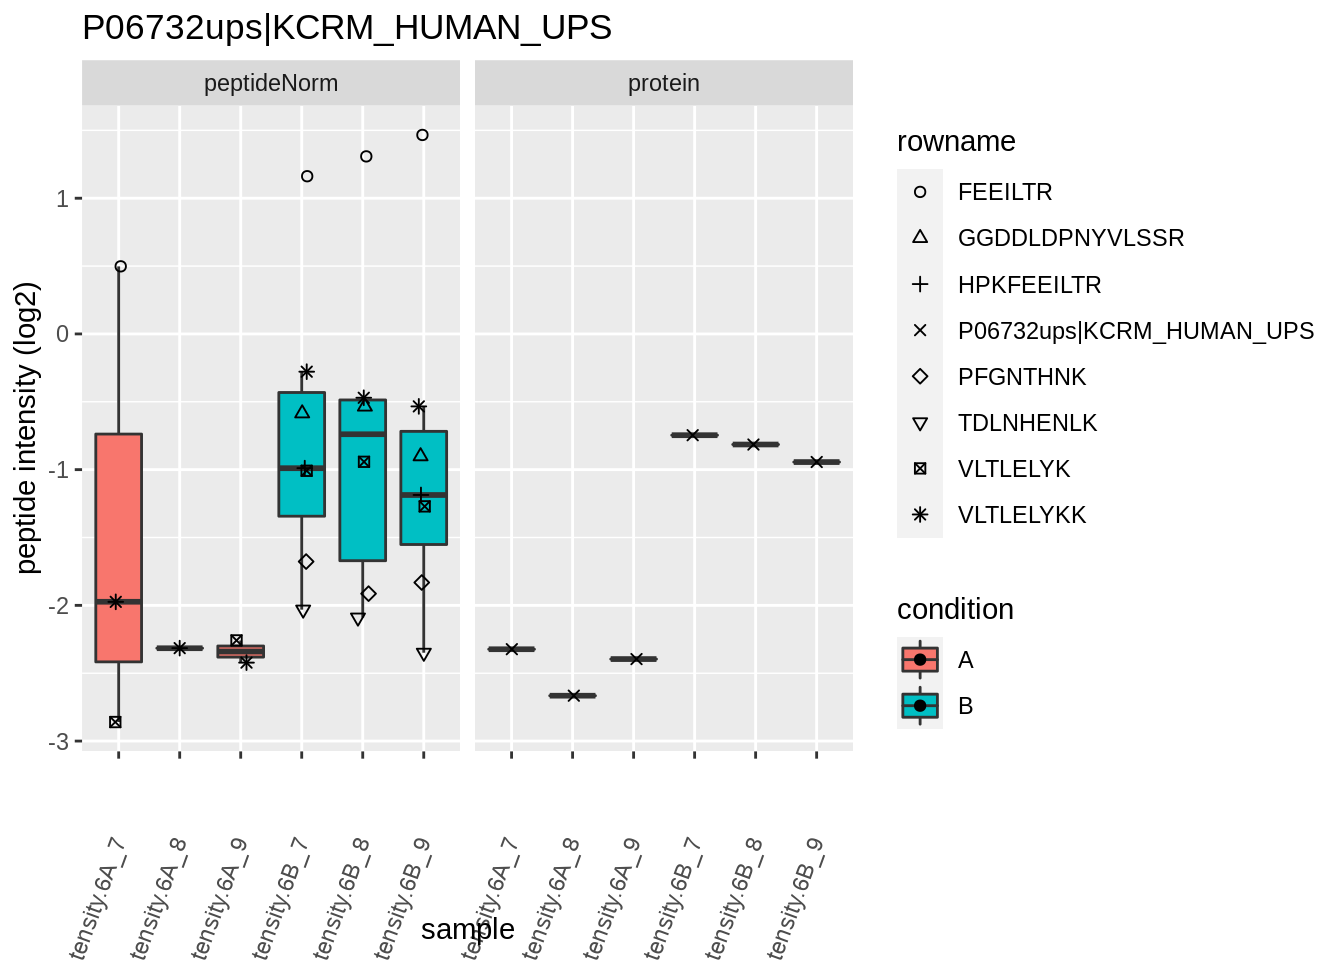 P06732ups|KCRM_HUMAN_UPS
peptideNorm
protein
peptide intensity (log2)
1
0
-1
-2
-3
tensity.6A_7
tensity.6A_8
tensity.6A_9
tensity.6B_7
tensity.6B_8
tensity.6B_9
tensity.6A_7
tensity.6A_8
tensity.6A_9
tensity.6B_7
tensity.6B_8
tensity.6B_9
sample
rowname
FEEILTR
GGDDLDPNYVLSSR
HPKFEEILTR
P06732ups|KCRM_HUMAN_UPS
PFGNTHNK
TDLNHENLK
VLTLELYK
VLTLELYKK
condition
A
B